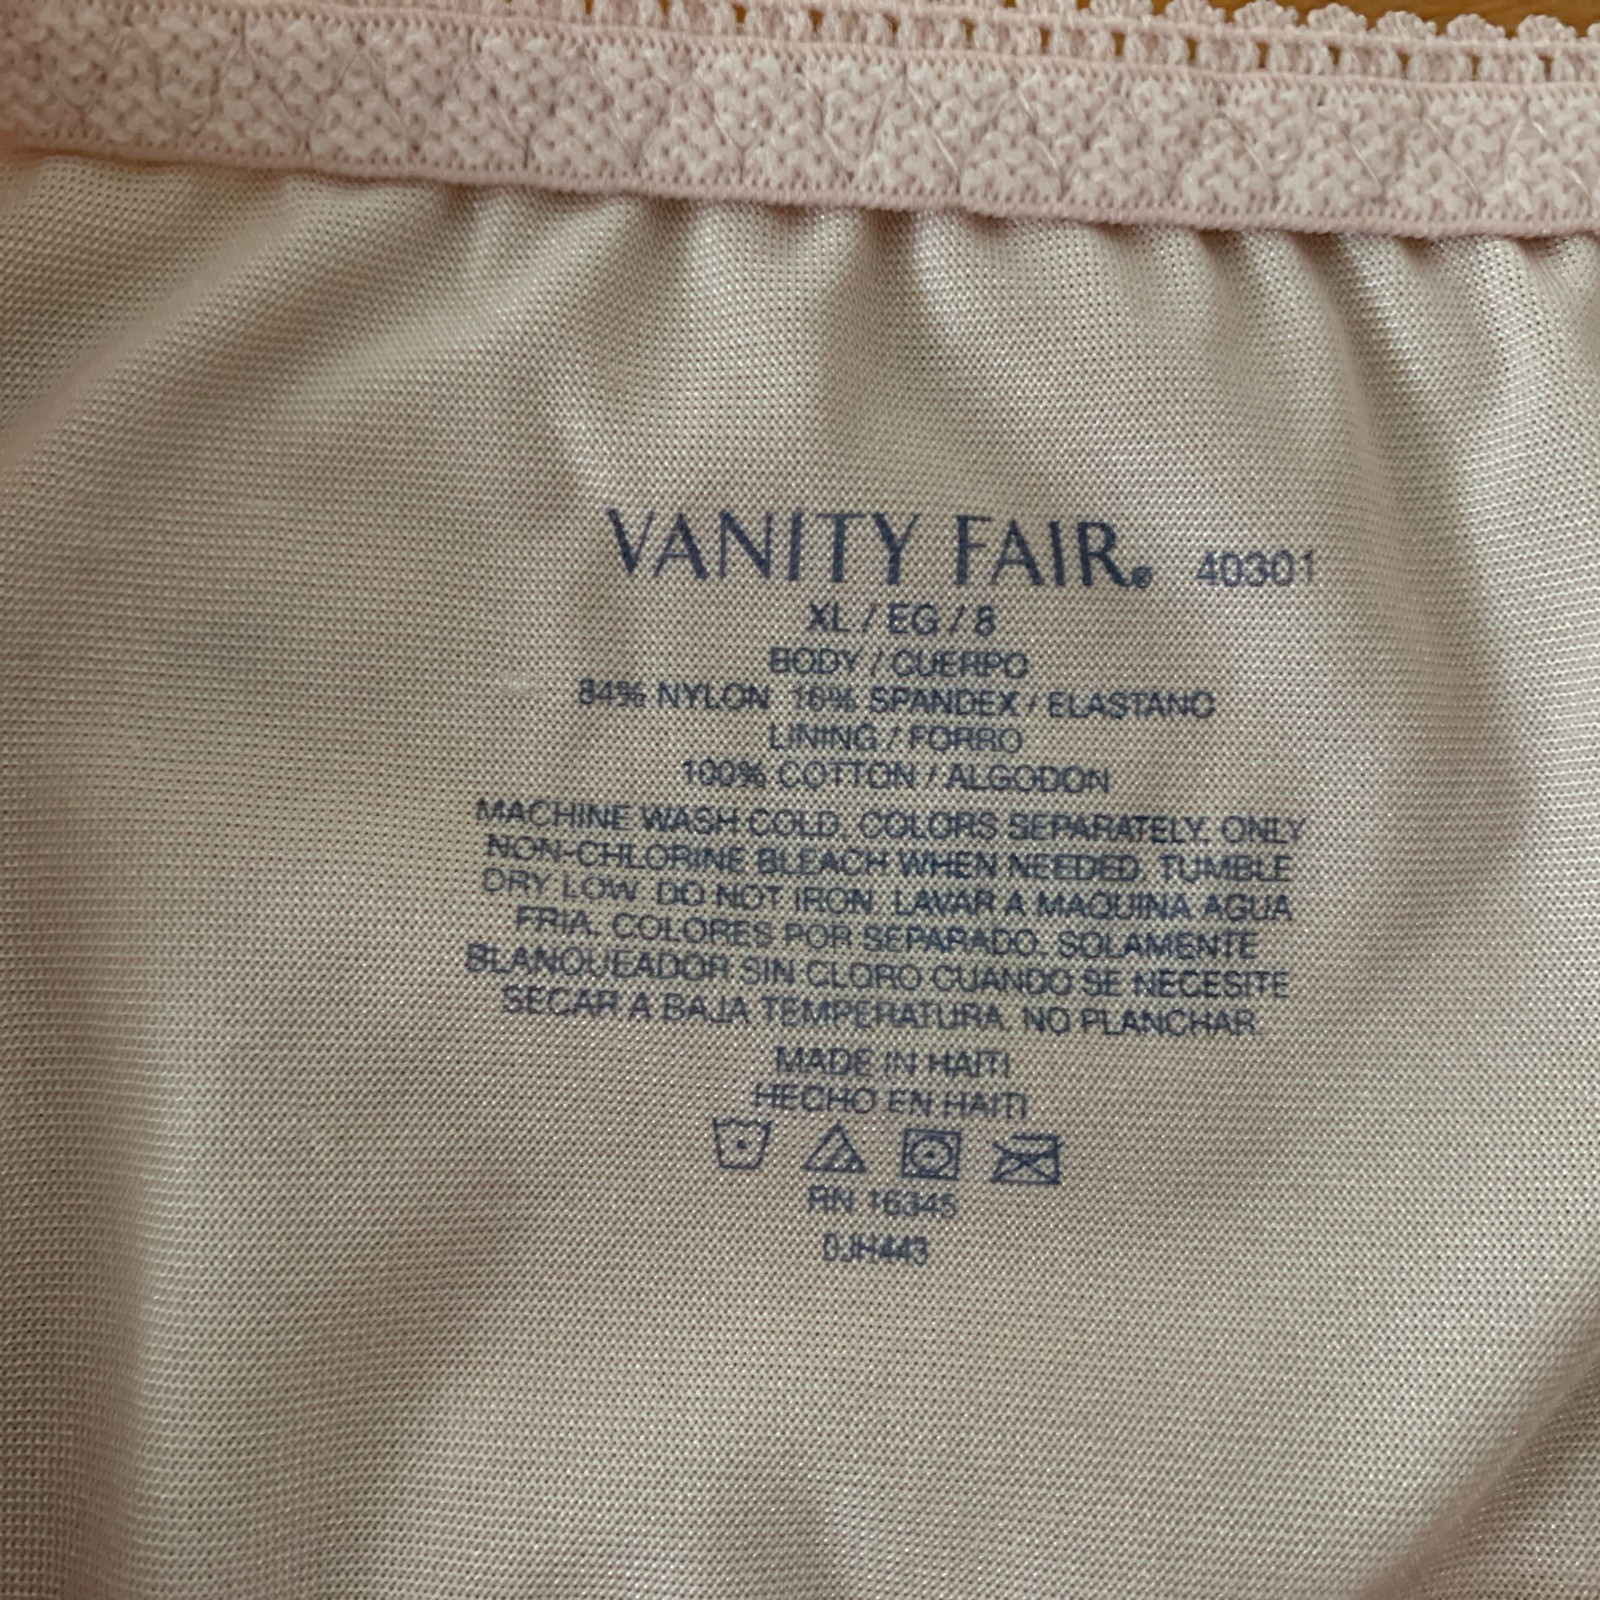 VANITY FAIR® 40301
XL / EG / 8
BODY / CUERPO
84% NYLON 16% SPANDEX / ELASTANO
LINING / FORRO
100% COTTON / ALGODON
MACHINE WASH COLD, COLORS SEPARATELY. ONLY
NON-CHLORINE BLEACH WHEN NEEDED. TUMBLE
DRY LOW. DO NOT IRON. LAVAR A MAQUINA AGUA
FRIA. COLORES POR SEPARADO. SOLAMENTE
BLANQUEADOR SIN CLORO CUANDO SE NECESITE
SECAR A BAJA TEMPERATURA. NO PLANCHAR.
MADE IN HAITI
HECHO EN HAITI
RN 16345
0JH443